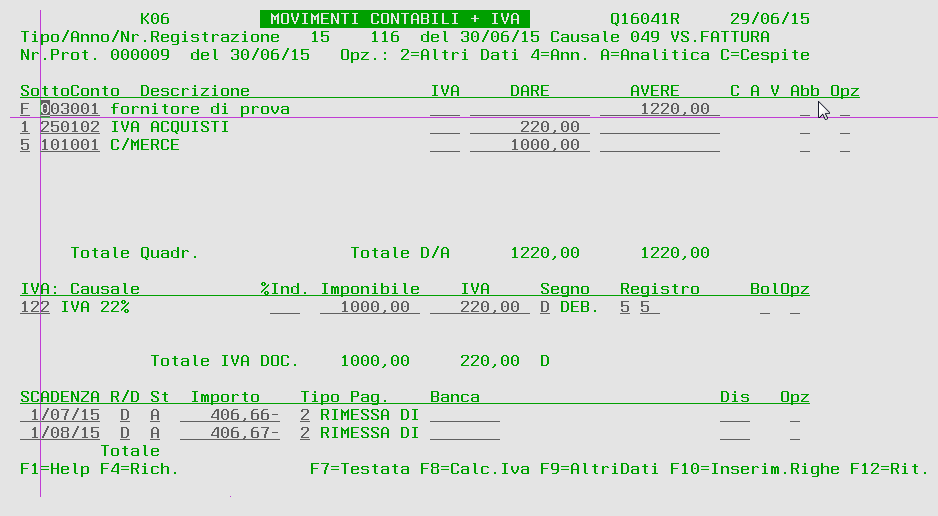 K06 MOVIMENTI CONTABILI + IVA Q16041R 29/06/15
Tipo/Anno/Nr.Registrazione 15 116 del 30/06/15 Causale 049 VS.FATTURA
Nr.Prot. 000009 del 30/06/15 Opz.: 2=Altri Dati 4=Ann. A=Analitica C=Cespite
SottoConto Descrizione IVA DARE AVERE C A V Abb Opz
F 003001 fornitore di prova 1220,00
1 250102 IVA ACQUISTI 220,00
5 101001 C/MERCE 1000,00
Totale Quadr. Totale D/A 1220,00 1220,00
IVA: Causale %Ind. Imponibile IVA Segno Registro BolOpz
122 IVA 22% 1000,00 220,00 D DEB. 5 5
Totale IVA DOC. 1000,00 220,00 D
SCADENZA R/D St Importo Tipo Pag. Banca Dis Opz
1/07/15 D A 406,66- 2 RIMESSA DI
1/08/15 D A 406,67- 2 RIMESSA DI
Totale
F1=Help F4=Rich. F7=Testata F8=Calc.Iva F9=AltriDati F10=Inserim.Righe F12=Rit.